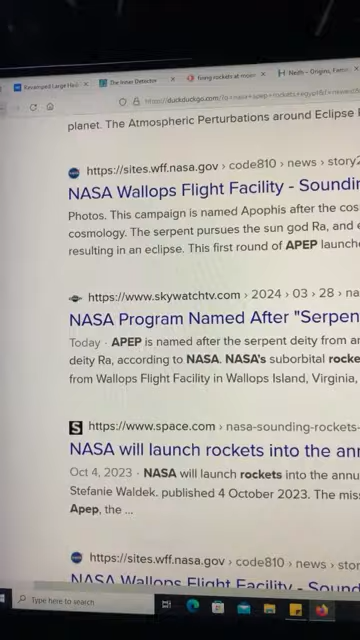 Revamped Large Had
The Inner Detector
firing rockets at moon
Neith – Origins, Fam
https://duckduckgo.com/?q=nasa+apep+rockets+egypt&t=
planet. The Atmospheric Perturbations around Eclipse
https://sites.wff.nasa.gov › code810 › news › story2
NASA Wallops Flight Facility - Soundi
Photos. This campaign is named Apophis after the cos
cosmology. The serpent pursues the sun god Ra, and e
resulting in an eclipse. This first round of APEP launche
https://www.skywatchtv.com › 2024 › 03 › 28 › na
NASA Program Named After "Serpen
Today · APEP is named after the serpent deity from an
deity Ra, according to NASA. NASA's suborbital rocke
from Wallops Flight Facility in Wallops Island, Virginia,
S https://www.space.com › nasa-sounding-rockets-
NASA will launch rockets into the ann
Oct 4, 2023 · NASA will launch rockets into the annu
Stefanie Waldek. published 4 October 2023. The miss
Apep, the ...
https://sites.wff.nasa.gov › code810 › news › stor
NASA Wallops Flight Facility - Sound
Type here to search